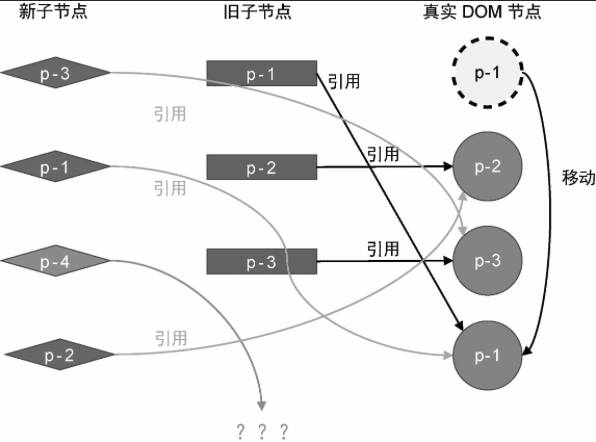 新子节点 旧子节点 真实 DOM 节点
p-3 p-1 p-1
引用
引用
p-1 p-2 引用 p-2
引用 移动
p-4 p-3 引用 p-3
p-2 引用 p-1
? ? ?